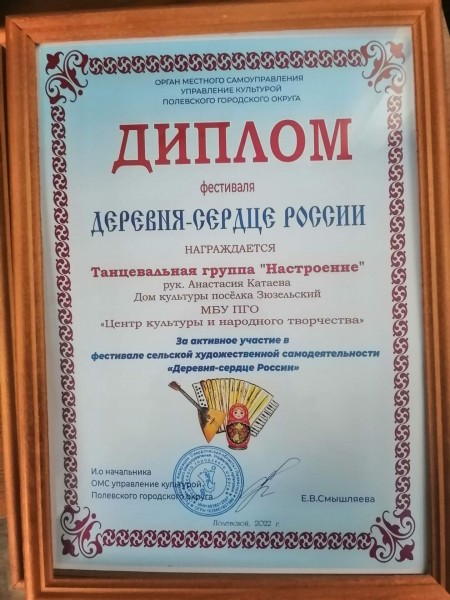 ОРГАН МЕСТНОГО САМОУПРАВЛЕНИЯ
УПРАВЛЕНИЕ КУЛЬТУРОЙ
ПОЛЕВСКОГО ГОРОДСКОГО ОКРУГА
ДИПЛОМ
фестиваля
ДЕРЕВНЯ-СЕРДЦЕ РОССИИ
НАГРАЖДАЕТСЯ
Танцевальная группа "Настроение"
рук. Анастасия Катаева
Дом культуры посёлка Зюзельский
МБУ ПГО
«Центр культуры и народного творчества»
За активное участие в
фестивале сельской художественной самодеятельности
«Деревня-сердце России»
И.о начальника
ОМС управление культурой
Полевского городского округа
Е.В.Смышляева
Полевской, 2022 г.